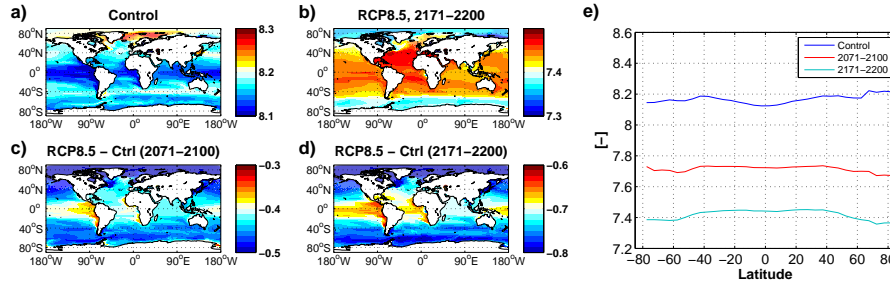 a) Control
80°N
40°N
0°
40°S
80°S
180°W 90°W 0° 90°E 180°W
8.3
8.2
8.1
b) RCP8.5, 2171−2200
80°N
40°N
0°
40°S
80°S
180°W 90°W 0° 90°E 180°W
7.4
7.3
c) RCP8.5 − Ctrl (2071−2100)
80°N
40°N
0°
40°S
80°S
180°W 90°W 0° 90°E 180°W
−0.3
−0.4
−0.5
d) RCP8.5 − Ctrl (2171−2200)
80°N
40°N
0°
40°S
80°S
180°W 90°W 0° 90°E 180°W
−0.6
−0.7
−0.8
e)
Control
2071−2100
2171−2200
8.6
8.4
8.2
8
7.8
7.6
7.4
7.2
[−]
−80 −60 −40 −20 0 20 40 60 80
Latitude